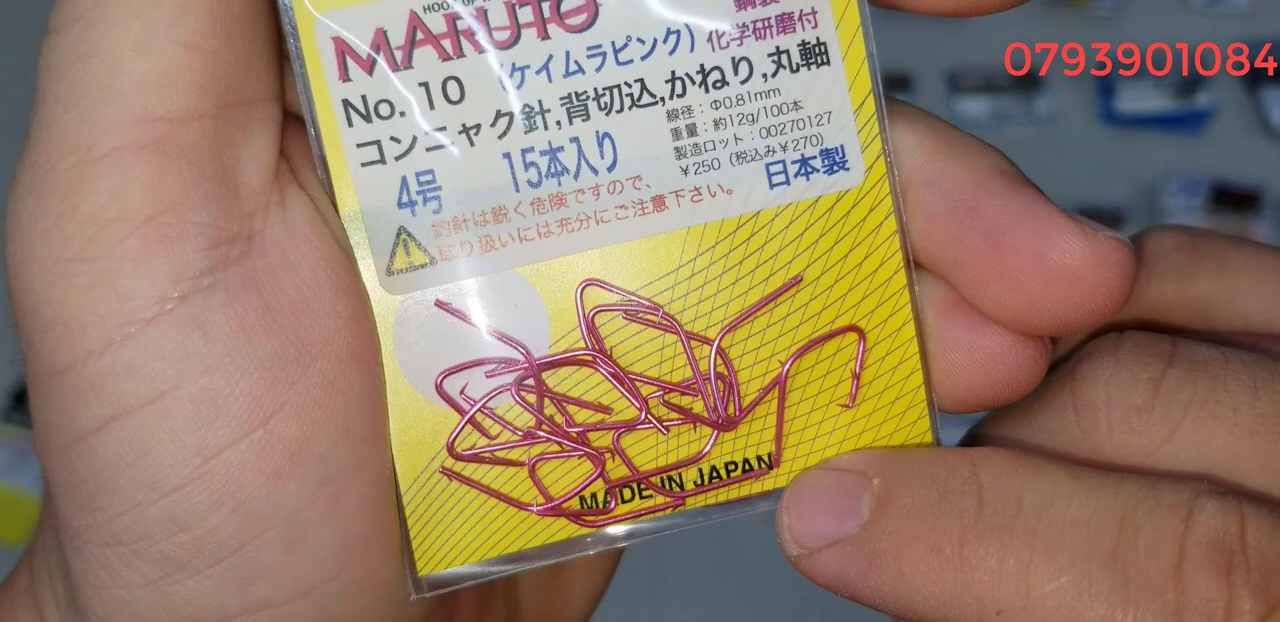 HOOK UP
MARUTO
鋼製
(ケイムラピンク) 化学研磨付
No. 10
コンニャク針,背切込,かねり,丸軸
線径：Φ0.81mm
重量：約12g/100本
製造ロット：00270127
¥250（税込み¥270）
4号 15本入り
日本製
釣針は鋭く危険ですので、
取り扱いには充分にご注意下さい。
MADE IN JAPAN
0793901084